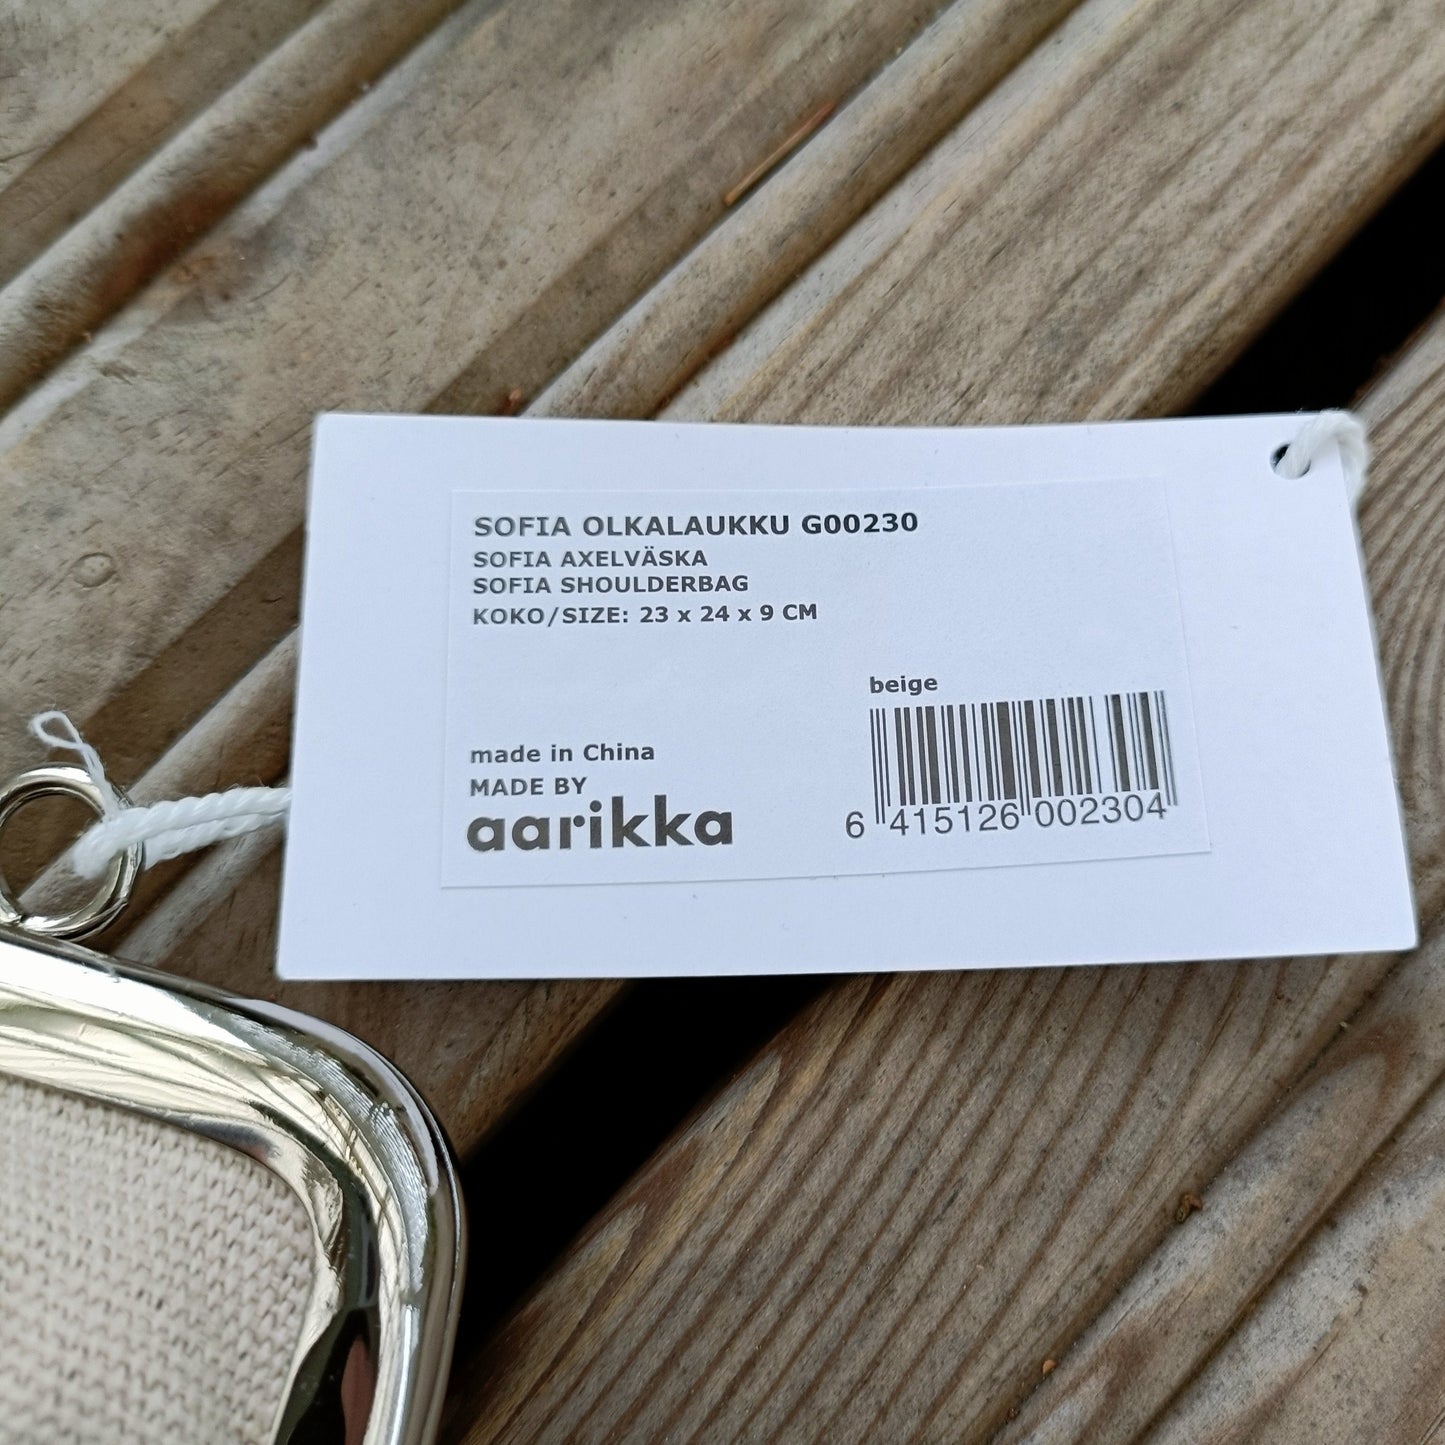 SOFIA OLKALAUKKU G00230
SOFIA AXELVÄSKA
SOFIA SHOULDERBAG
KOKO/SIZE: 23 x 24 x 9 CM
beige
made in China
MADE BY
aarikka
6 415126 002304